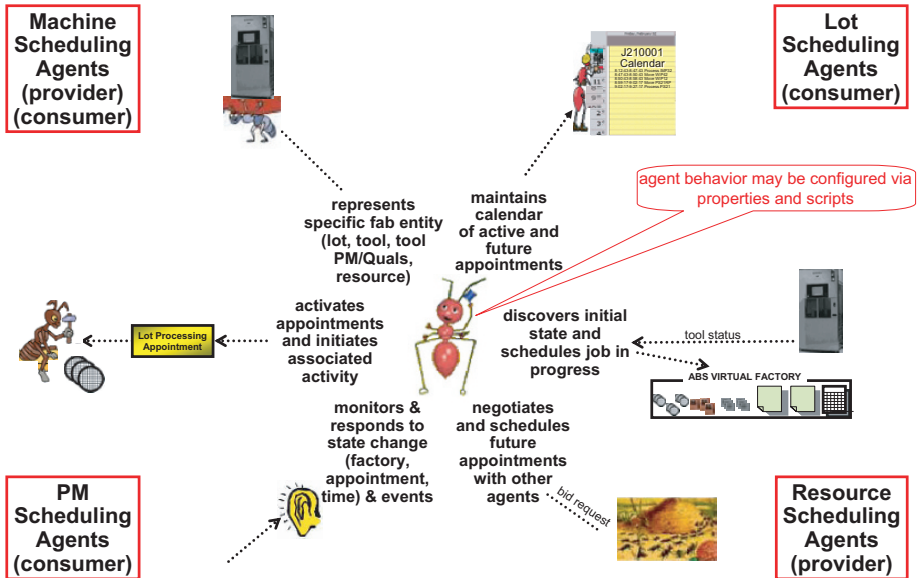 Machine
Scheduling
Agents
(provider)
(consumer)
J210001
Calendar
Lot
Scheduling
Agents
(consumer)
agent behavior may be configured via
properties and scripts
represents
specific fab entity
(lot, tool, tool
PM/Quals,
resource)
maintains
calendar
of active and
future
appointments
activates
appointments
and initiates
associated
activity
Lot Processing
Appointment
discovers initial
state and
schedules job in
progress
tool status
ABS VIRTUAL FACTORY
monitors &
responds to
state change
(factory,
appointment,
time) & events
negotiates
and schedules
future
appointments
with other
agents
bid request
PM
Scheduling
Agents
(consumer)
Resource
Scheduling
Agents
(provider)